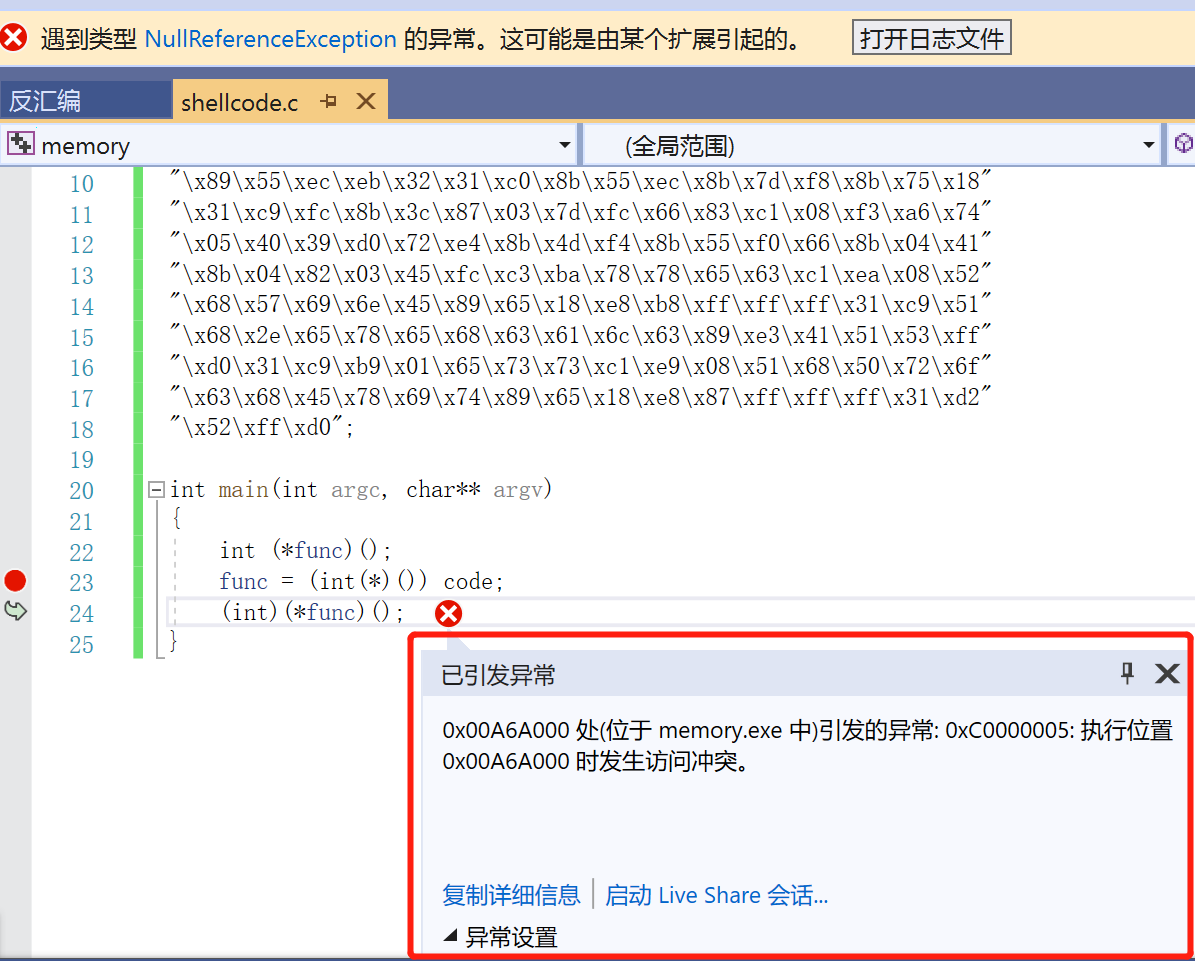 遇到类型 NullReferenceException 的异常。这可能是由某个扩展引起的。 打开日志文件
反汇编 shellcode.c
memory (全局范围)
10 "\x89\x55\xec\xeb\x32\x31\xc0\x8b\x55\xec\x8b\x7d\xf8\x8b\x75\x18"
11 "\x31\xc9\xfc\x8b\x3c\x87\x03\x7d\xfc\x66\x83\xc1\x08\xf3\xa6\x74"
12 "\x05\x40\x39\xd0\x72\xe4\x8b\x4d\xf4\x8b\x55\xf0\x66\x8b\x04\x41"
13 "\x8b\x04\x82\x03\x45\xfc\xc3\xba\x78\x78\x65\x63\xc1\xea\x08\x52"
14 "\x68\x57\x69\x6e\x45\x89\x65\x18\xe8\xb8\xff\xff\xff\x31\xc9\x51"
15 "\x68\x2e\x65\x78\x65\x68\x63\x61\x6c\x63\x89\xe3\x41\x51\x53\xff"
16 "\xd0\x31\xc9\xb9\x01\x65\x73\x73\xc1\xe9\x08\x51\x68\x50\x72\x6f"
17 "\x63\x68\x45\x78\x69\x74\x89\x65\x18\xe8\x87\xff\xff\xff\x31\xd2"
18 "\x52\xff\xd0";
19
20 int main(int argc, char** argv)
21 {
22 int (*func)();
23 func = (int(*)()) code;
24 (int)(*func)();
25 }
已引发异常
0x00A6A000 处(位于 memory.exe 中)引发的异常: 0xC0000005: 执行位置
0x00A6A000 时发生访问冲突。
复制详细信息 | 启动 Live Share 会话...
异常设置